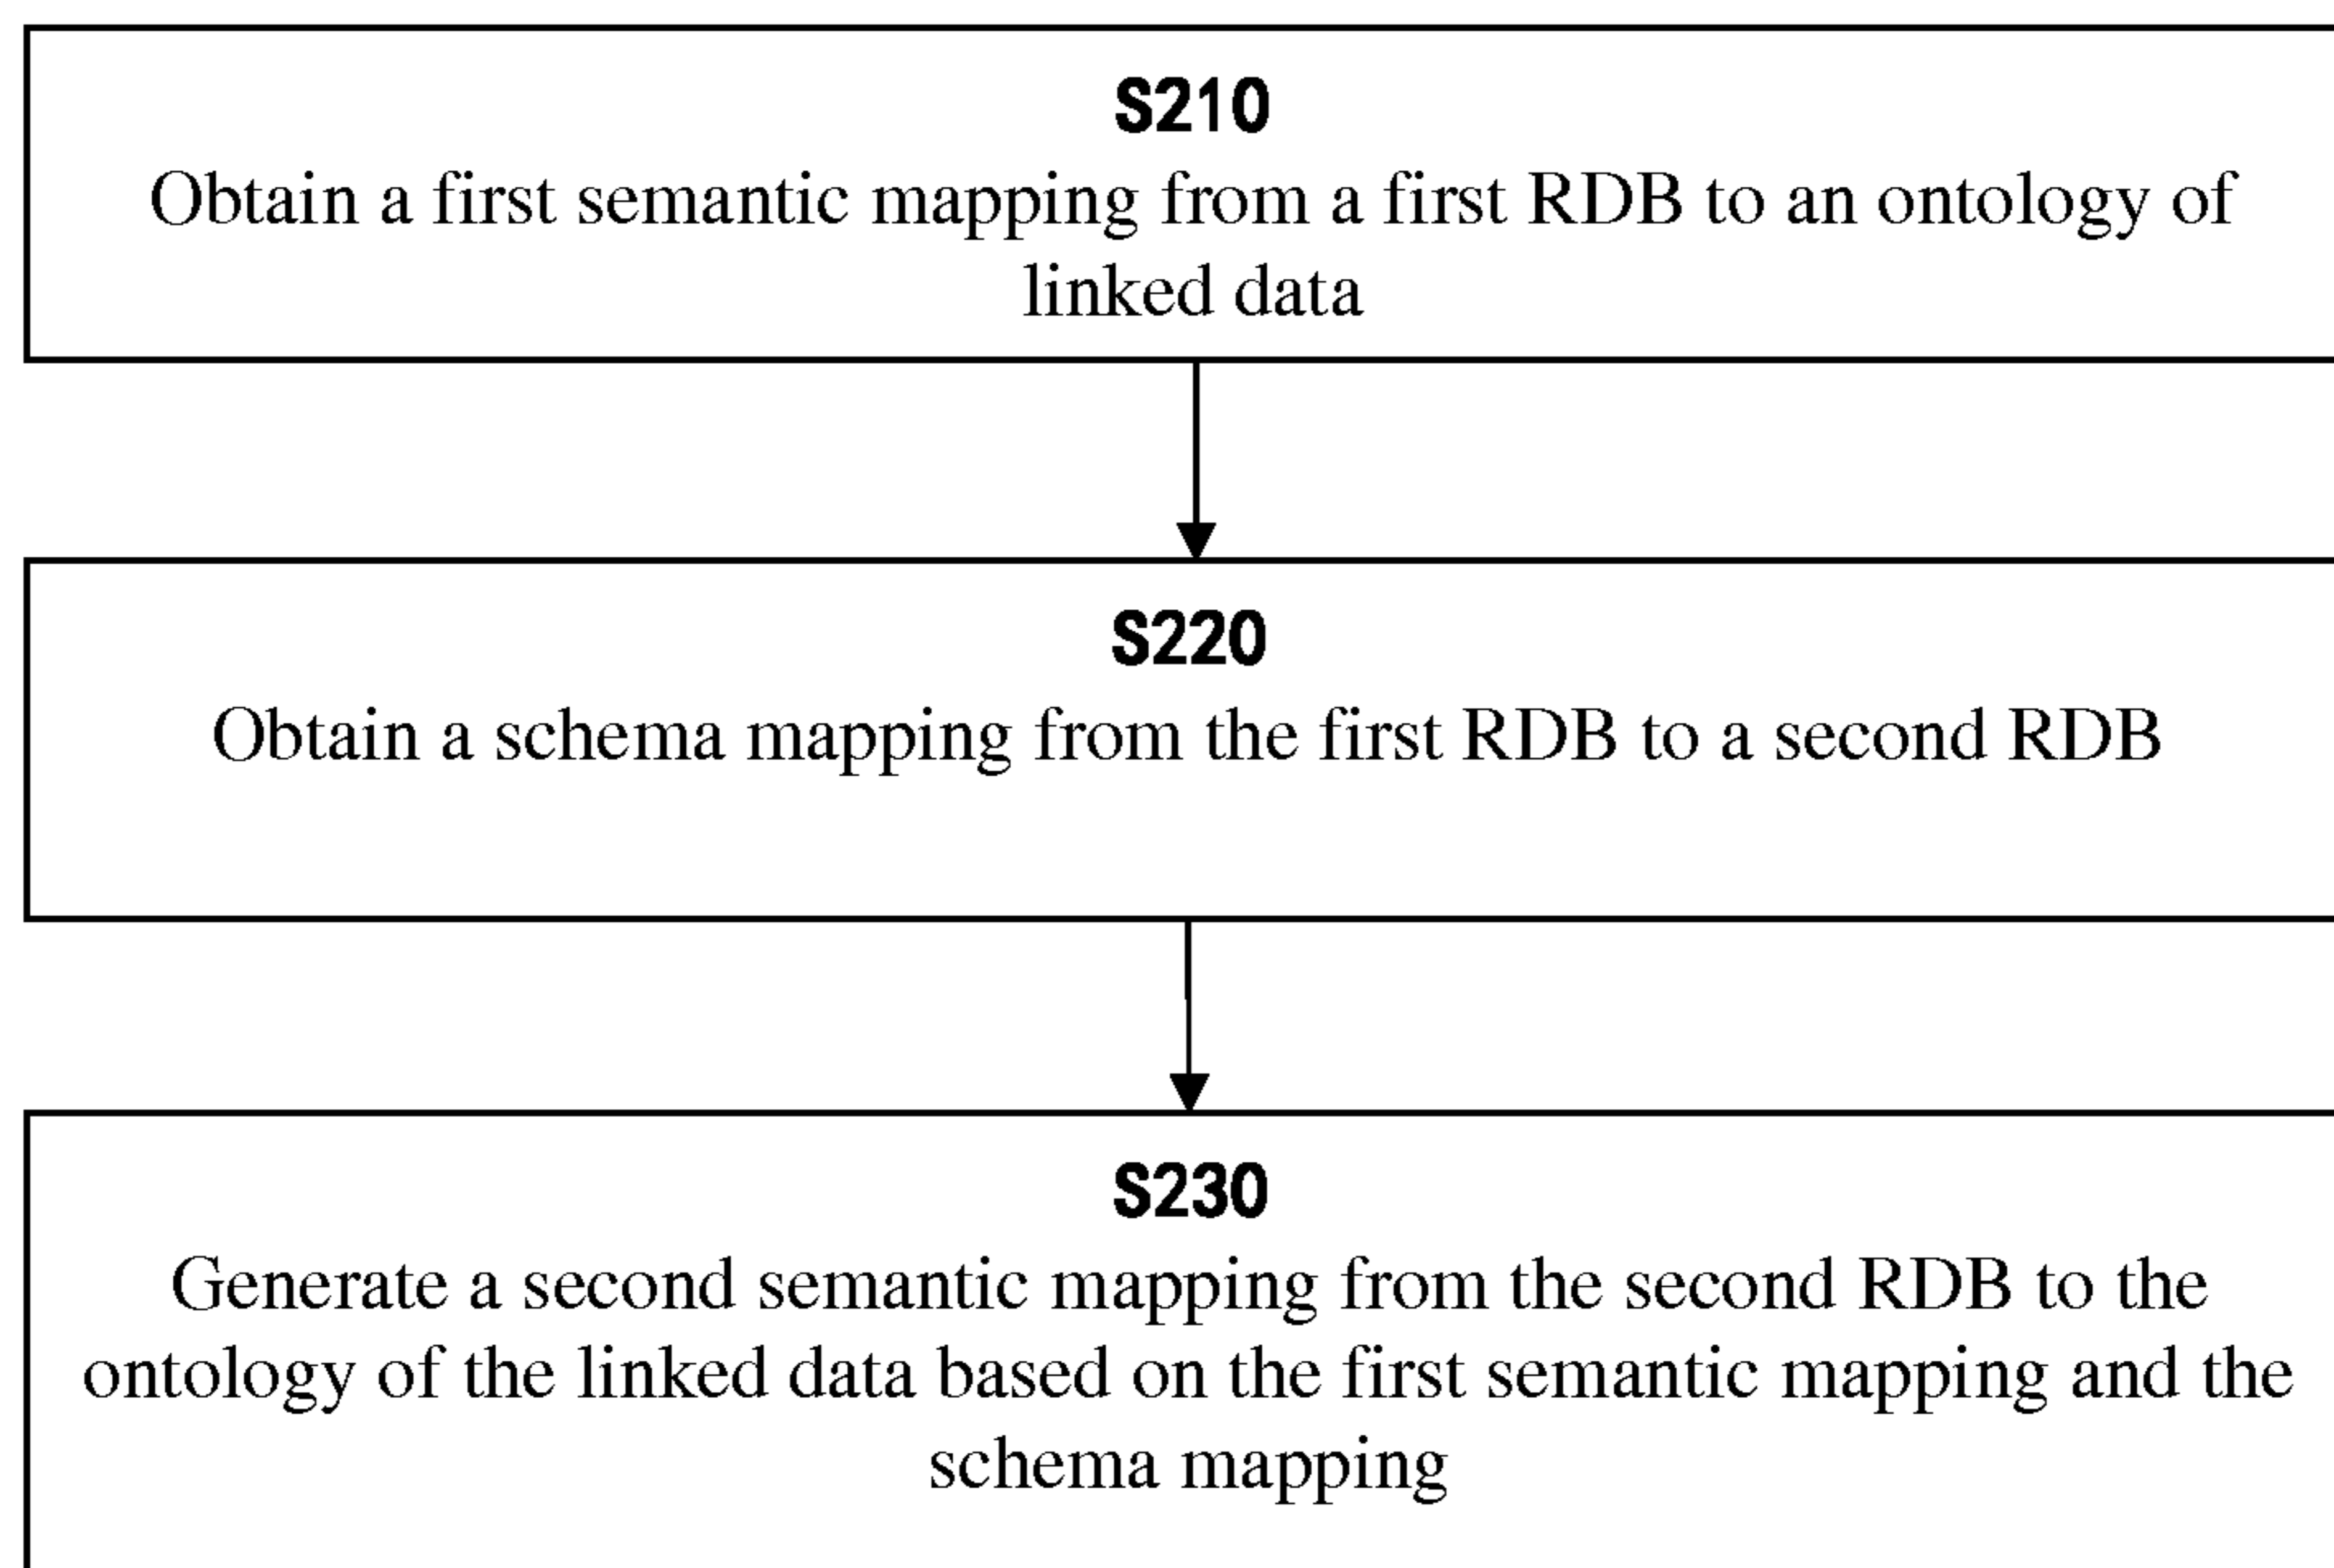 S210
Obtain a first semantic mapping from a first RDB to an ontology of
linked data
S220
Obtain a schema mapping from the first RDB to a second RDB
S230
Generate a second semantic mapping from the second RDB to the
ontology of the linked data based on the first semantic mapping and the
schema mapping